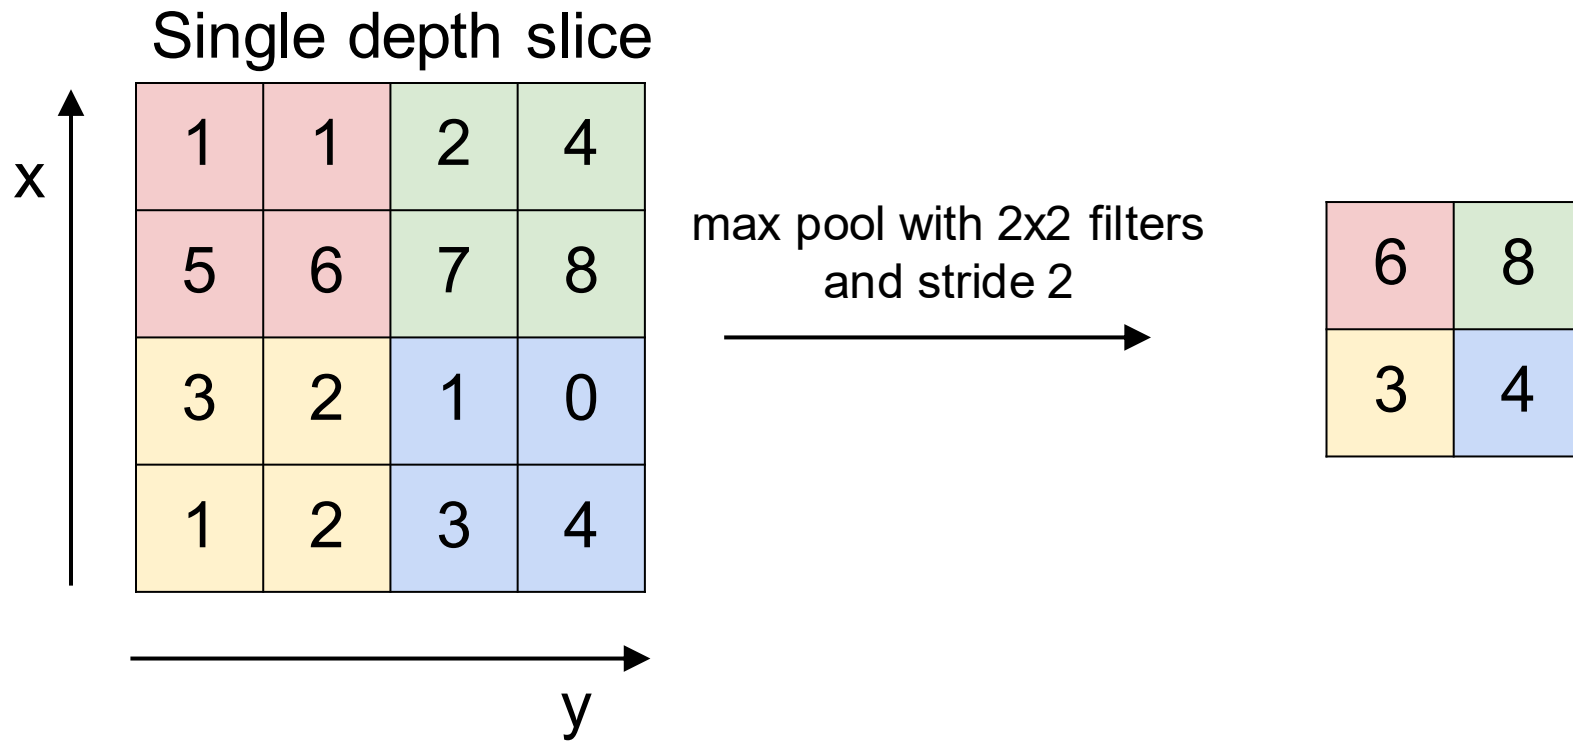 Single depth slice
x
1 1 2 4
5 6 7 8
3 2 1 0
1 2 3 4
y
max pool with 2x2 filters
and stride 2
6 8
3 4